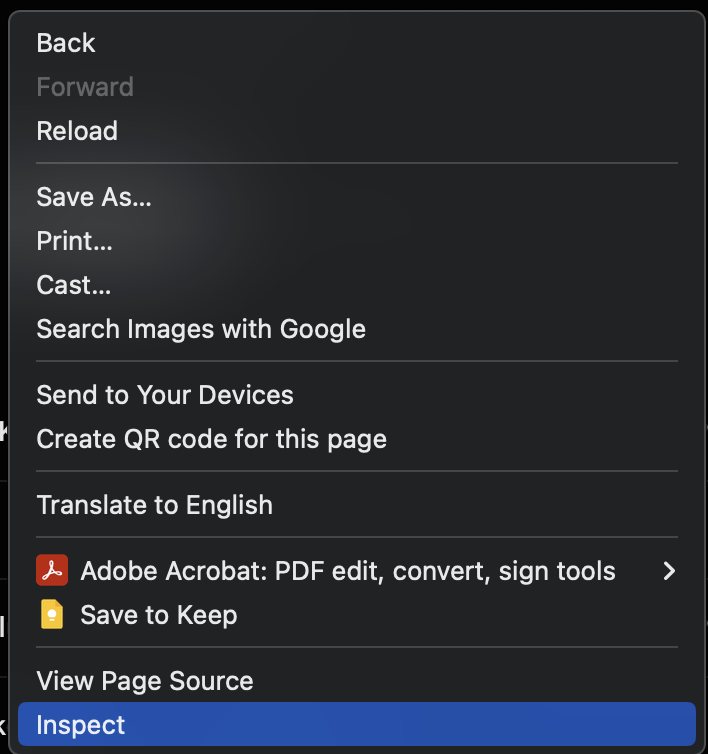 Back
Forward
Reload
Save As...
Print...
Cast...
Search Images with Google
Send to Your Devices
Create QR code for this page
Translate to English
Adobe Acrobat: PDF edit, convert, sign tools
Save to Keep
View Page Source
Inspect